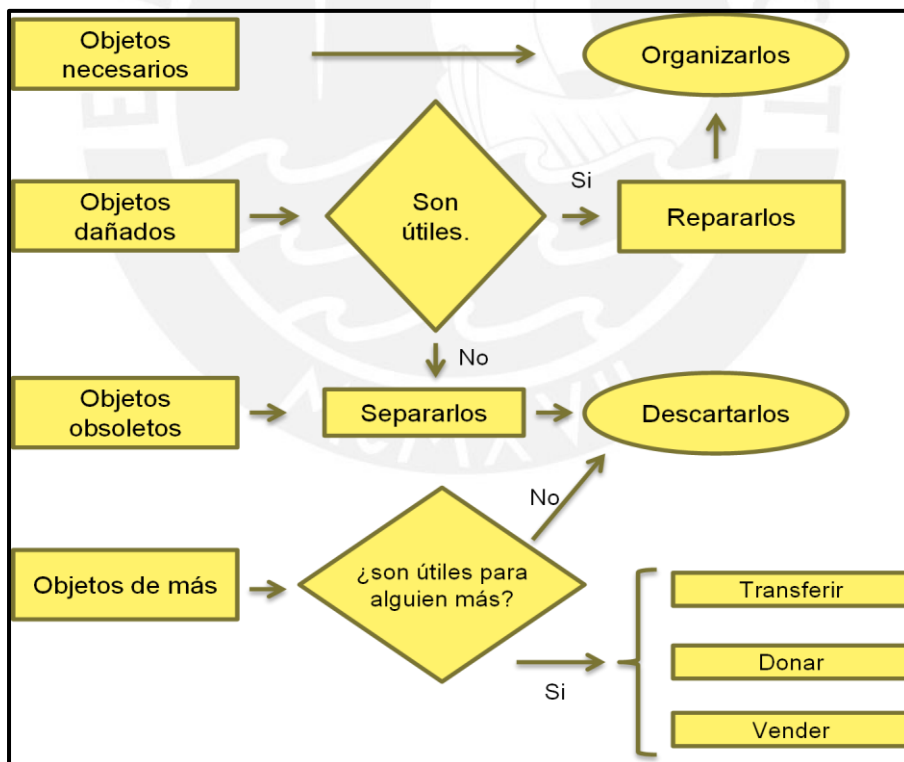 Objetos
necesarios
Organizarlos
Objetos
dañados
Son
útiles.
Si
Repararlos
No
Objetos
obsoletos
Separarlos
Descartarlos
No
Objetos de más
¿son útiles para
alguien más?
Si
Transferir
Donar
Vender